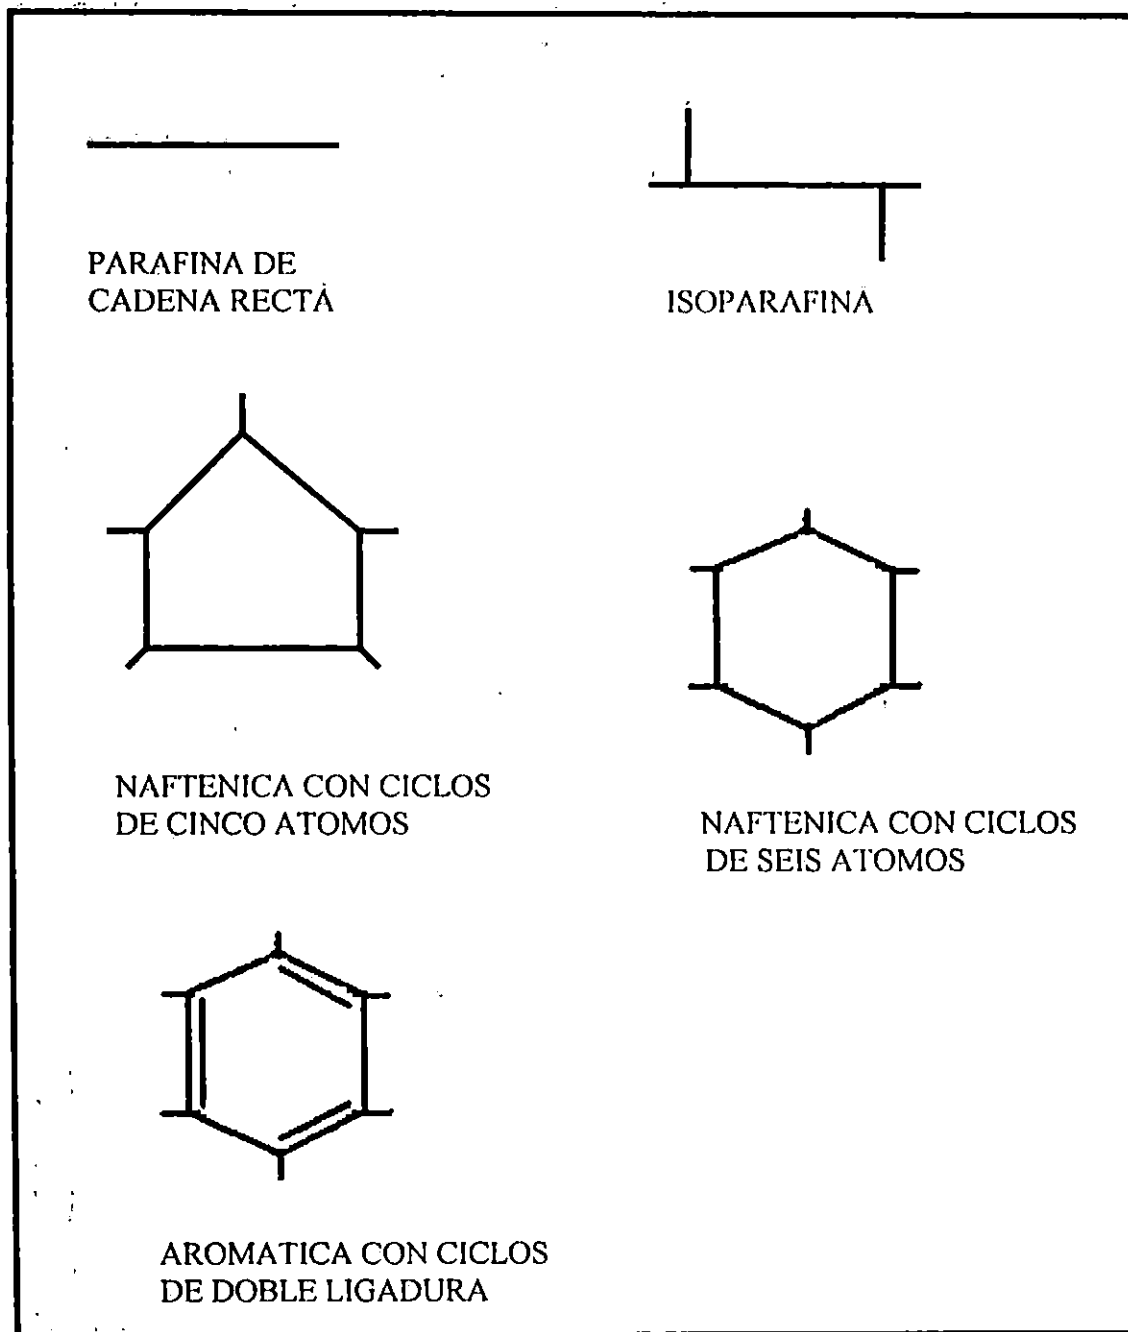 PARAFINA DE
CADENA RECTA
ISOPARAFINA
NAFTENICA CON CICLOS
DE CINCO ATOMOS
NAFTENICA CON CICLOS
DE SEIS ATOMOS
AROMATICA CON CICLOS
DE DOBLE LIGADURA